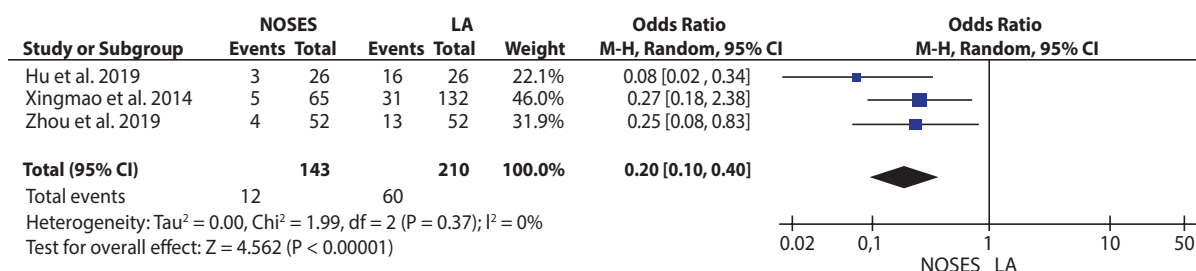 NOSES LA Odds Ratio Odds Ratio
Study or Subgroup Events Total Events Total Weight M-H, Random, 95% CI M-H, Random, 95% CI
Hu et al. 2019 3 26 16 26 22.1% 0.08 [0.02 , 0.34]
Xingmao et al. 2014 5 65 31 132 46.0% 0.27 [0.18, 2.38]
Zhou et al. 2019 4 52 13 52 31.9% 0.25 [0.08, 0.83]
Total (95% CI) 143 210 100.0% 0.20 [0.10, 0.40]
Total events 12 60
Heterogeneity: Tau² = 0.00, Chi² = 1.99, df = 2 (P = 0.37); I² = 0%
Test for overall effect: Z = 4.562 (P < 0.00001)
0.02 0,1 1 10 50
NOSES LA